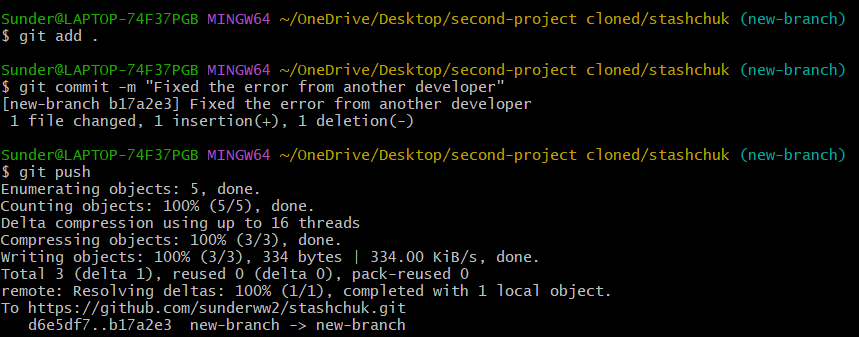 Sunder@LAPTOP-74F37PGB MINGW64 ~/OneDrive/Desktop/second-project cloned/stashchuk (new-branch)
$ git add .
Sunder@LAPTOP-74F37PGB MINGW64 ~/OneDrive/Desktop/second-project cloned/stashchuk (new-branch)
$ git commit -m "Fixed the error from another developer"
[new-branch b17a2e3] Fixed the error from another developer
 1 file changed, 1 insertion(+), 1 deletion(-)
Sunder@LAPTOP-74F37PGB MINGW64 ~/OneDrive/Desktop/second-project cloned/stashchuk (new-branch)
$ git push
Enumerating objects: 5, done.
Counting objects: 100% (5/5), done.
Delta compression using up to 16 threads
Compressing objects: 100% (3/3), done.
Writing objects: 100% (3/3), 334 bytes | 334.00 KiB/s, done.
Total 3 (delta 1), reused 0 (delta 0), pack-reused 0
remote: Resolving deltas: 100% (1/1), completed with 1 local object.
To https://github.com/sunderww2/stashchuk.git
   d6e5df7..b17a2e3  new-branch -> new-branch